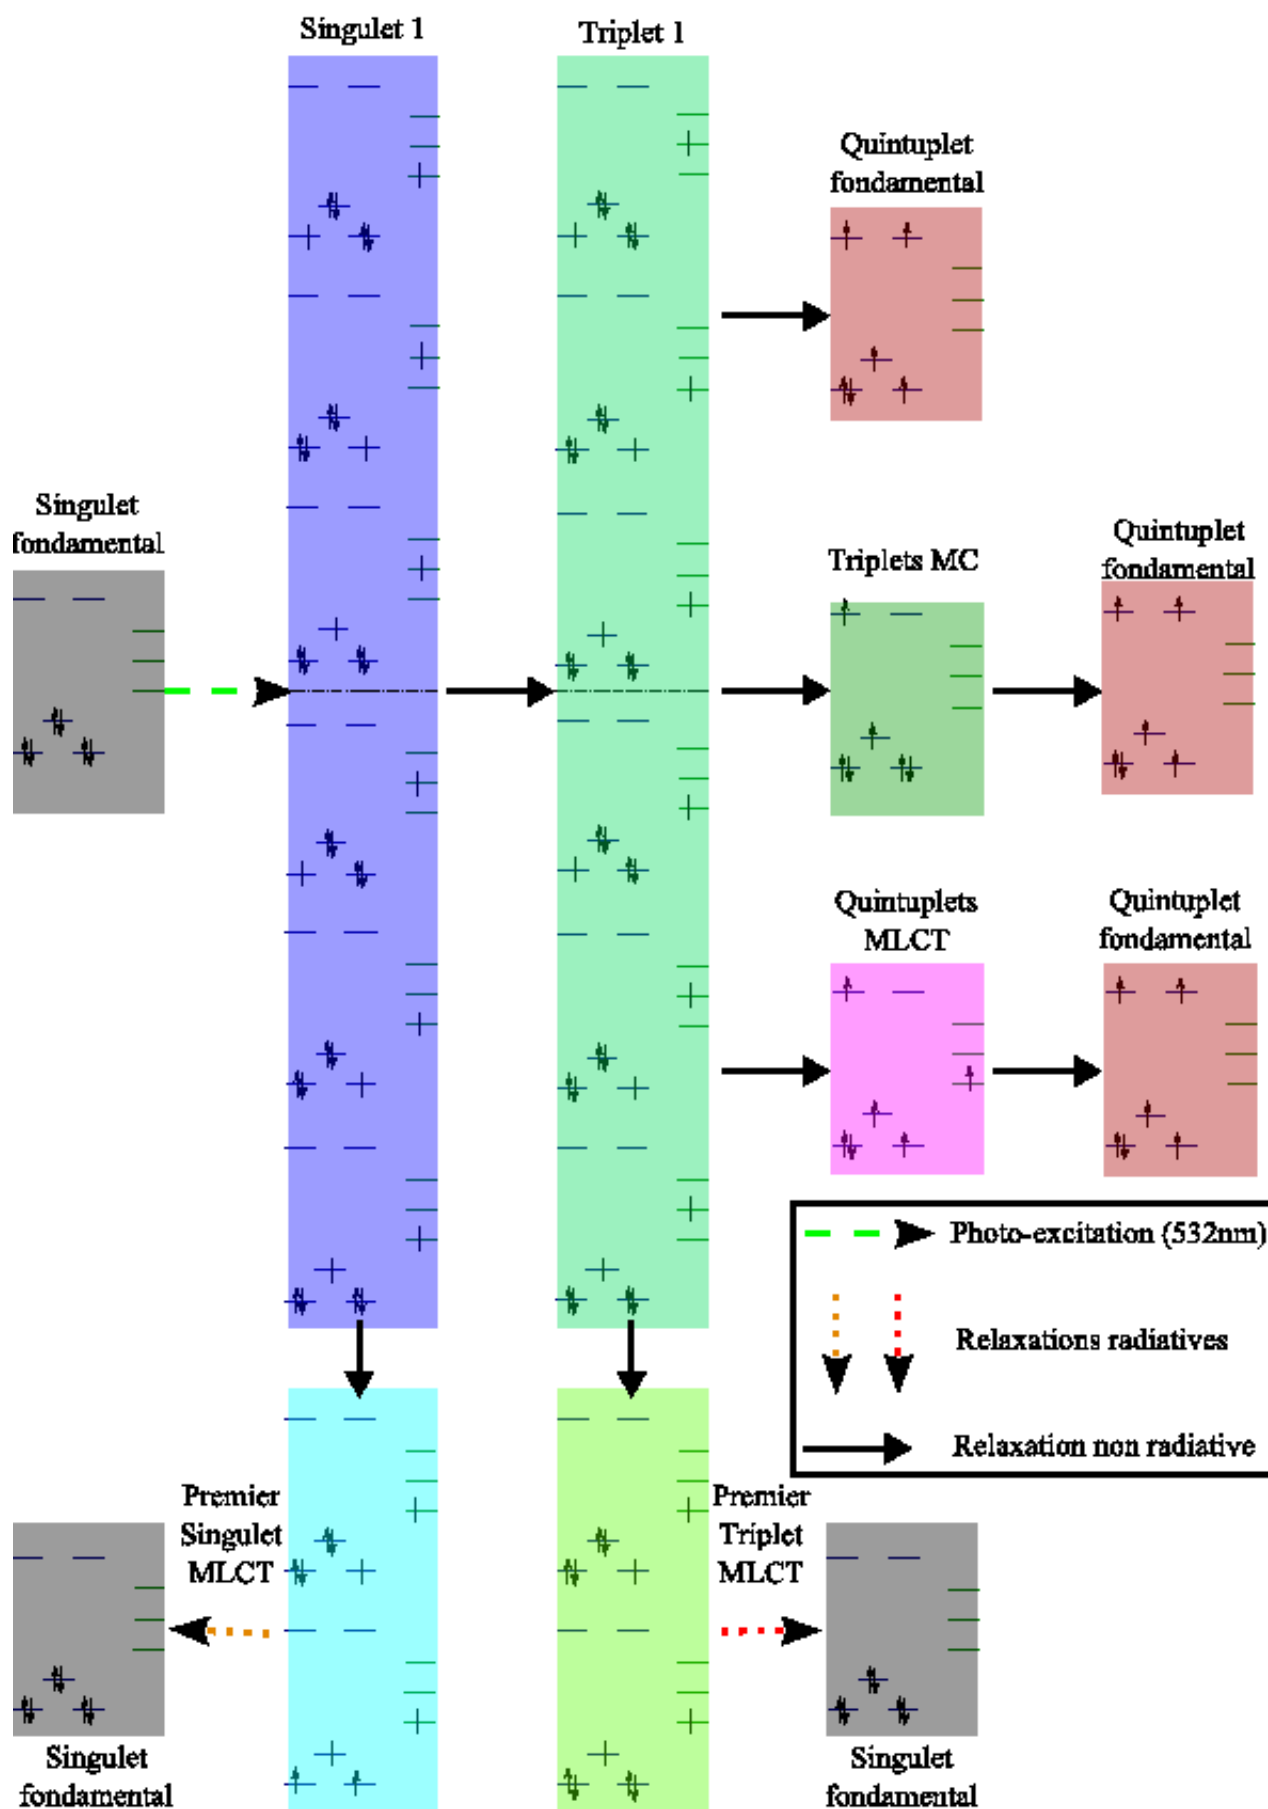 Singulet 1
Triplet 1
Quintuplet
fondamental
Singulet
fondamental
Triplets MC
Quintuplet
fondamental
Quintuplets
MLCT
Quintuplet
fondamental
Photo-excitation (532nm)
Relaxations radiatives
Relaxation non radiative
Premier
Singulet
MLCT
Premier
Triplet
MLCT
Singulet
fondamental
Singulet
fondamental